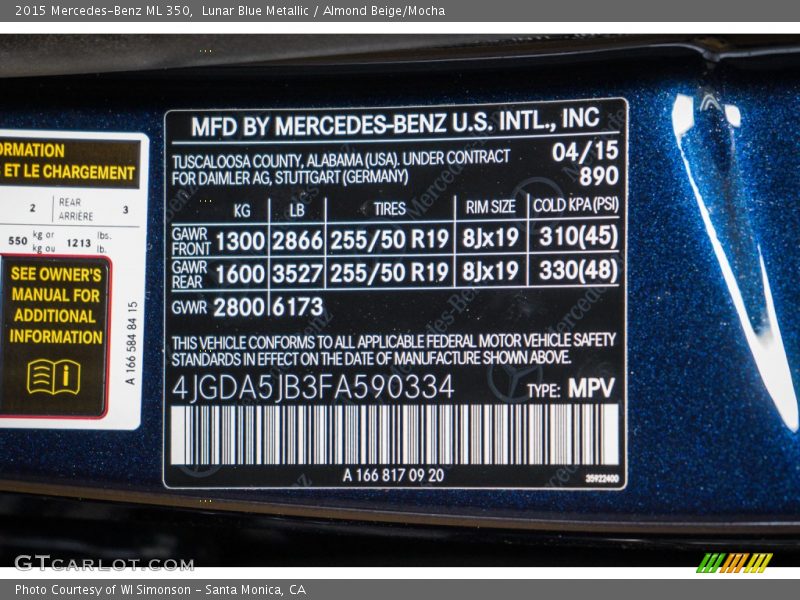 2015 Mercedes-Benz ML 350,  Lunar Blue Metallic / Almond Beige/Mocha
ORMATION
ET LE CHARGEMENT
2 REAR ARRIÈRE 3
550 kg or kg ou 1213 lbs. lb.
SEE OWNER'S
MANUAL FOR
ADDITIONAL
INFORMATION
A 166 584 84 15
MFD BY MERCEDES-BENZ U.S. INTL., INC
TUSCALOOSA COUNTY, ALABAMA (USA), UNDER CONTRACT
FOR DAIMLER AG, STUTTGART (GERMANY)
04/15
890
KG LB TIRES RIM SIZE COLD KPA (PSI)
GAWR FRONT 1300 2866 255/50 R19 8Jx19 310(45)
GAWR REAR 1600 3527 255/50 R19 8Jx19 330(48)
GWR 2800 6173
THIS VEHICLE CONFORMS TO ALL APPLICABLE FEDERAL MOTOR VEHICLE SAFETY
STANDARDS IN EFFECT ON THE DATE OF MANUFACTURE SHOWN ABOVE.
4JGDA5JB3FA590334 TYPE: MPV
A 166 817 09 20
35922400
GTCARLOT.COM
Photo Courtesy of WI Simonson - Santa Monica, CA